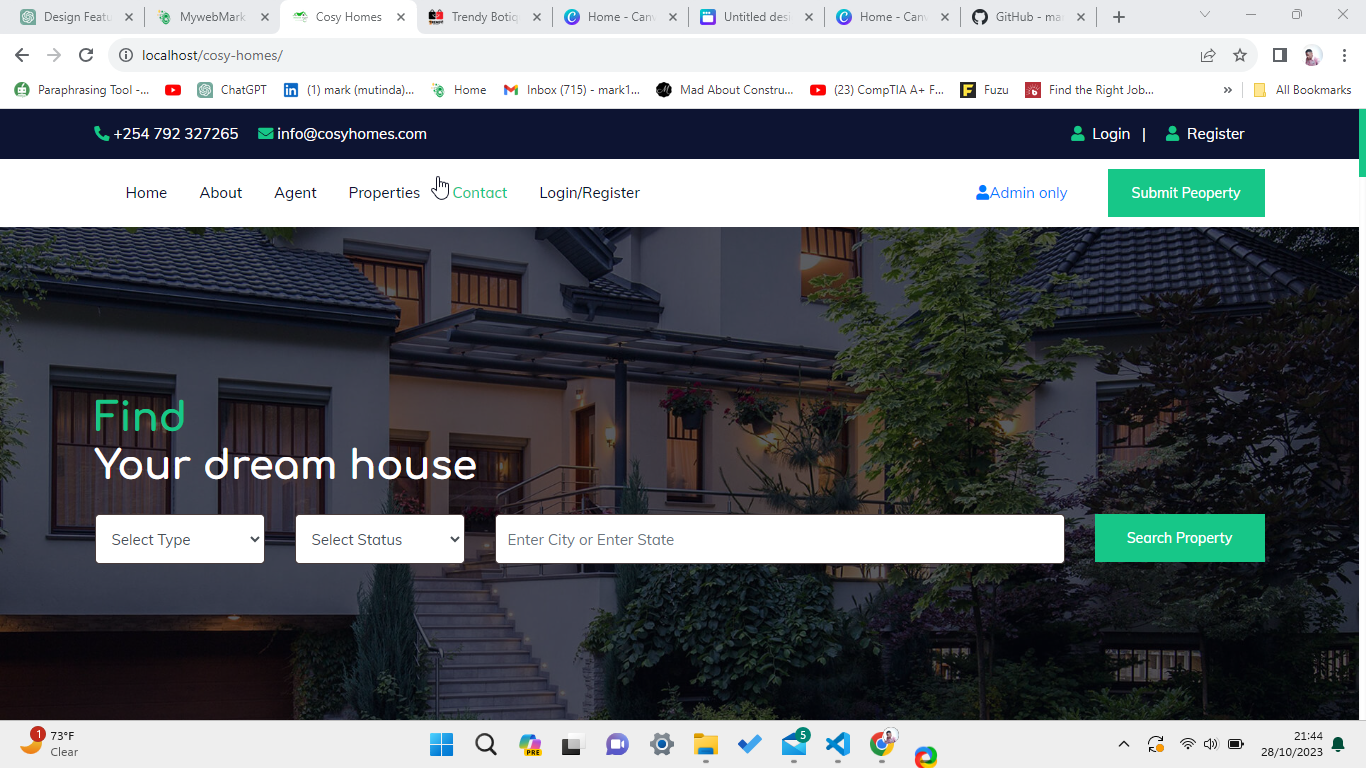 Design Featu
MywebMark
Cosy Homes
Trendy Botiq
Home - Canv
Untitled desi
Home - Canv
GitHub - ma
localhost/cosy-homes/
Paraphrasing Tool -...
ChatGPT
(1) mark (mutinda)...
Home
Inbox (715) - mark1...
Mad About Constru...
(23) CompTIA A+ F...
Fuzu
Find the Right Job...
»
All Bookmarks
+254 792 327265
info@cosyhomes.com
Login |
Register
Home
About
Agent
Properties
Contact
Login/Register
Admin only
Submit Peoperty
Find
Your dream house
Select Type
Select Status
Enter City or Enter State
Search Property
1
73°F
Clear
PRE
5
21:44
28/10/2023